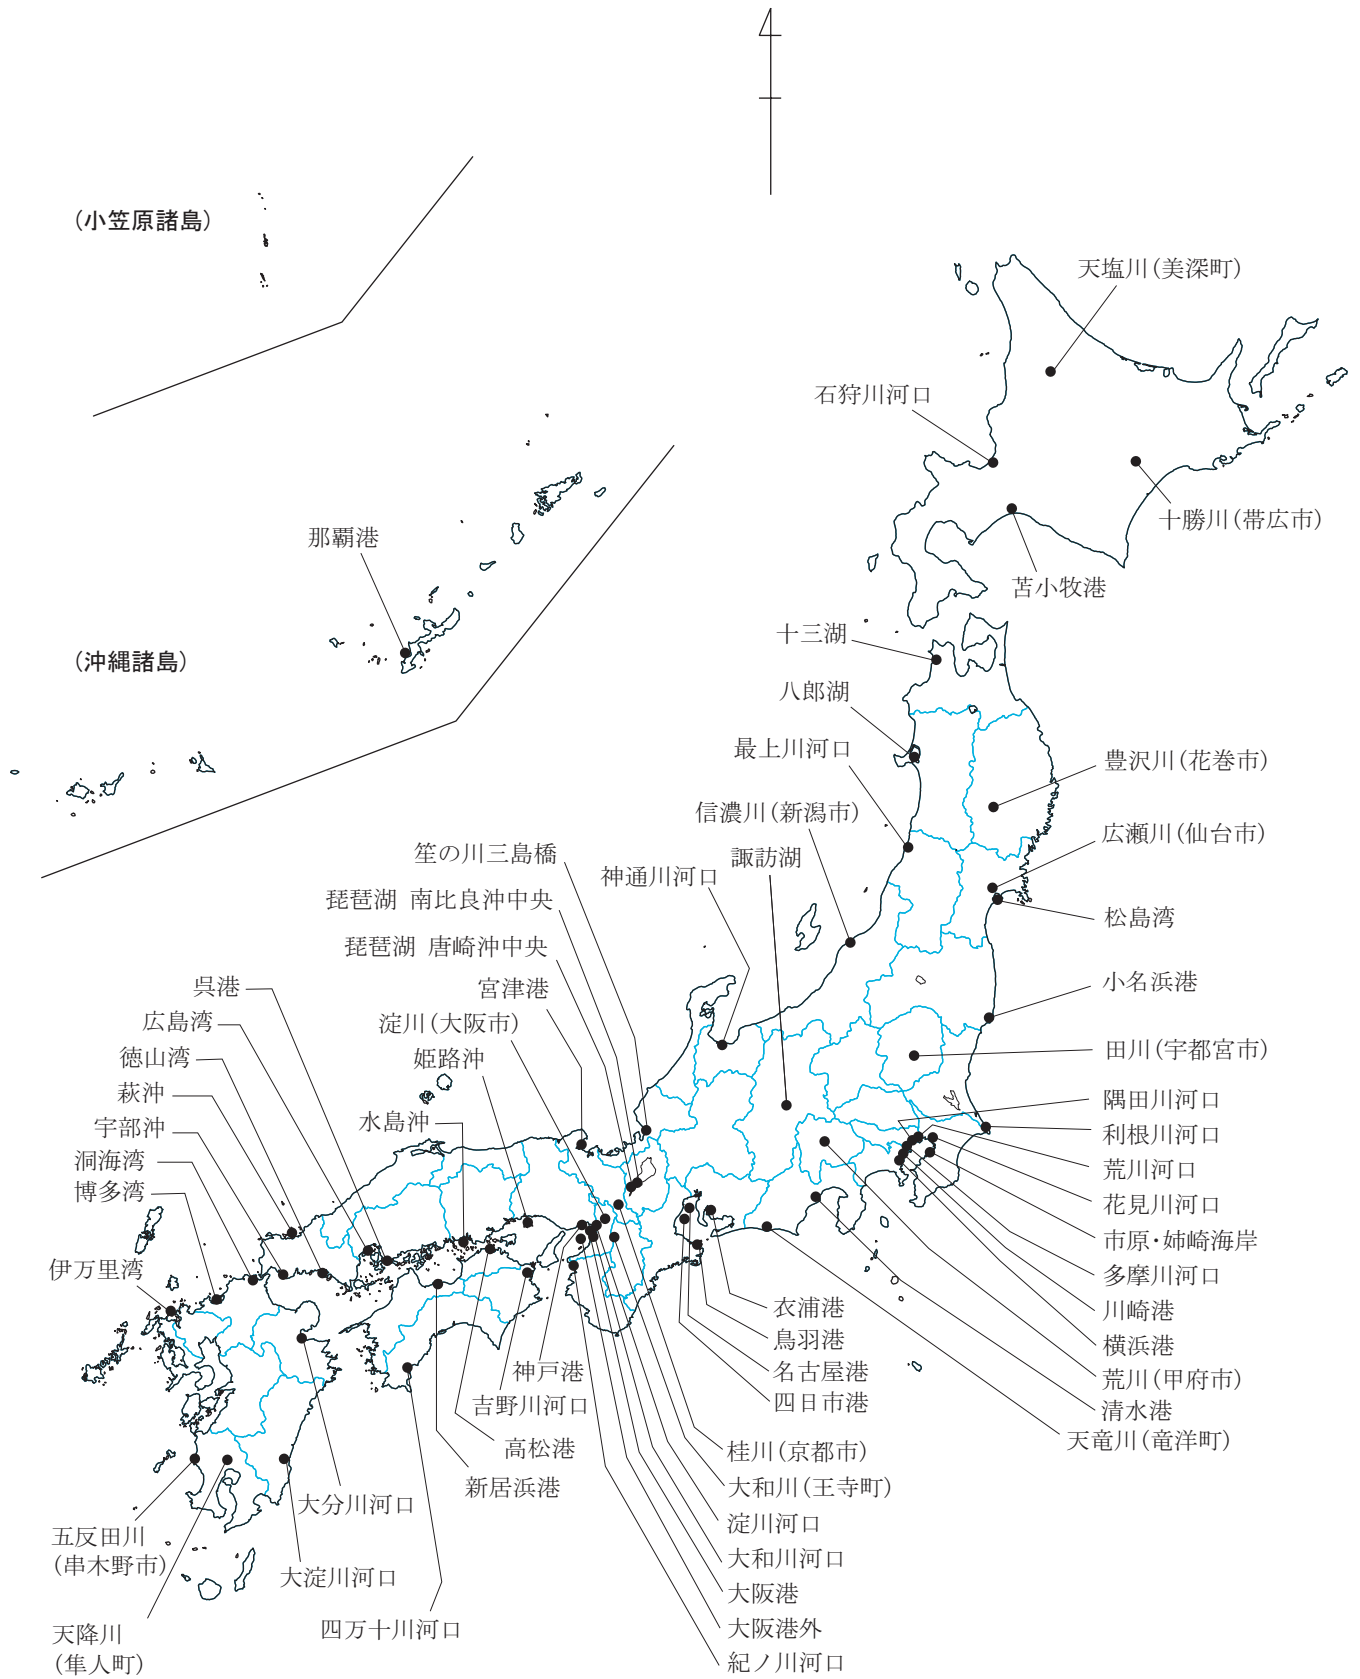 (小笠原諸島)
天塩川(美深町)
石狩川河口
十勝川(帯広市)
那覇港
苫小牧港
十三湖
(沖縄諸島)
八郎湖
最上川河口
豊沢川(花巻市)
信濃川(新潟市)
広瀬川(仙台市)
笙の川三島橋
諏訪湖
神通川河口
琵琶湖 南比良沖中央
松島湾
琵琶湖 唐崎沖中央
呉港
宮津港
小名浜港
広島湾
淀川(大阪市)
徳山湾
姫路沖
田川(宇都宮市)
萩沖
水島沖
隅田川河口
宇部沖
利根川河口
洞海湾
荒川河口
博多湾
花見川河口
市原・姉崎海岸
伊万里湾
多摩川河口
衣浦港
川崎港
鳥羽港
横浜港
神戸港
名古屋港
荒川(甲府市)
吉野川河口
四日市港
清水港
高松港
天竜川(竜洋町)
新居浜港
桂川(京都市)
大和川(王寺町)
大分川河口
淀川河口
五反田川
(串木野市)
大和川河口
大淀川河口
大阪港
四万十川河口
大阪港外
天降川
(隼人町)
紀ノ川河口